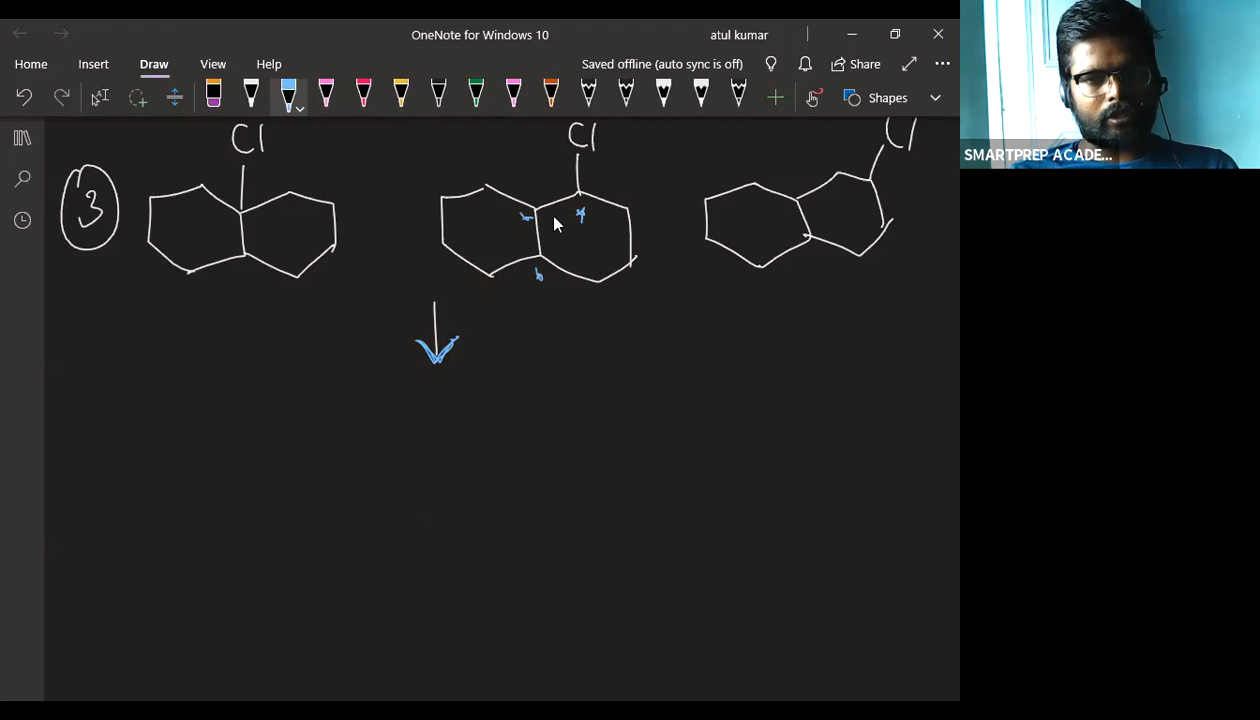 OneNote for Windows 10
atul kumar
Home Insert Draw View Help
Saved offline (auto sync is off)
Share
Shapes
SMARTPREP ACADE...
Cl Cl Cl
3